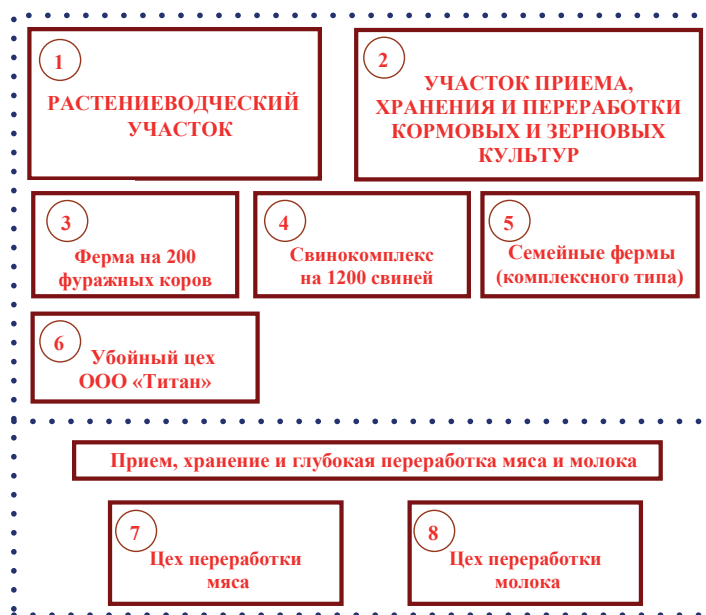 1
РАСТЕНИЕВОДЧЕСКИЙ
УЧАСТОК
2
УЧАСТОК ПРИЕМА,
ХРАНЕНИЯ И ПЕРЕРАБОТКИ
КОРМОВЫХ И ЗЕРНОВЫХ
КУЛЬТУР
3
Ферма на 200
фуражных коров
4
Свинокомплекс
на 1200 свиней
5
Семейные фермы
(комплексного типа)
6
Убойный цех
ООО «Титан»
Прием, хранение и глубокая переработка мяса и молока
7
Цех переработки
мяса
8
Цех переработки
молока